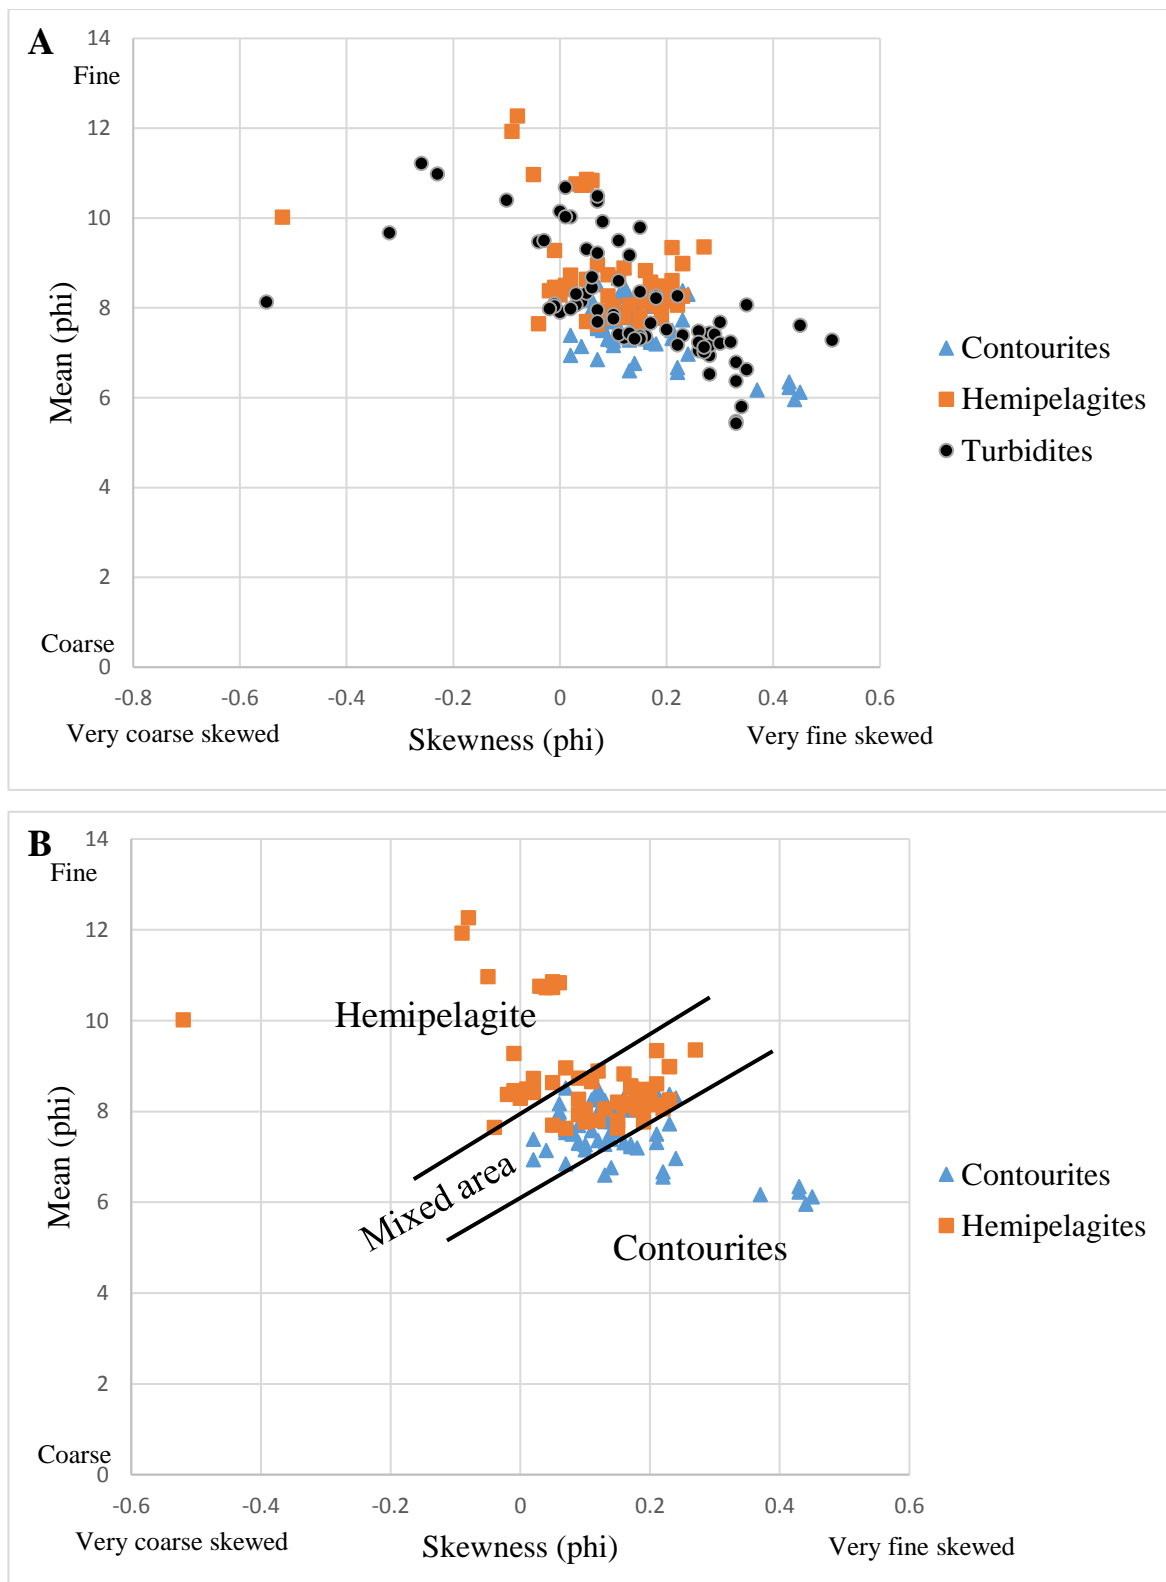 A
14
Fine
12
10
8
6
4
2
Coarse
0
-0.8
-0.6
-0.4
-0.2
0
0.2
0.4
0.6
Very coarse skewed
Skewness (phi)
Very fine skewed
Mean (phi)
Contourites
Hemipelagites
Turbidites
B
14
Fine
12
10
8
6
4
2
Coarse
0
-0.6
-0.4
-0.2
0
0.2
0.4
0.6
Very coarse skewed
Skewness (phi)
Very fine skewed
Mean (phi)
Hemipelagite
Mixed area
Contourites
Contourites
Hemipelagites